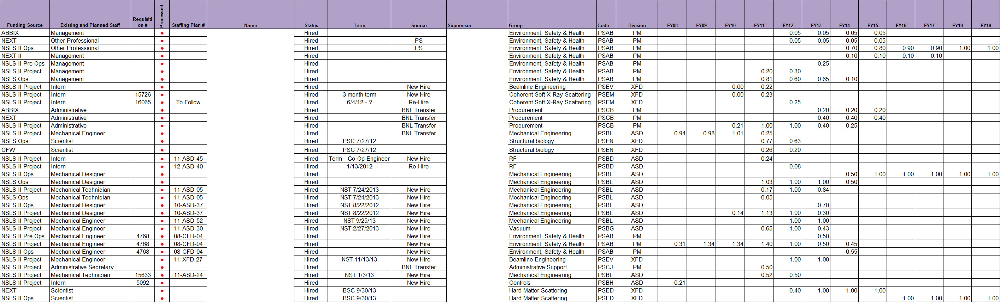 Funding Source Existing and Planned Staff Requisiti on # Processed Staffing Plan # Name Status Term Source Supervisor Group Code Division FY08 FY09 FY10 FY11 FY12 FY13 FY14 FY15 FY16 FY17 FY18 FY19
ABBIX Management Hired Environment, Safety & Health PSAB PM 0.05 0.05 0.05 0.05
NEXT Other Professional Hired PS Environment, Safety & Health PSAB PM 0.05 0.05 0.05 0.05
NSLS II Ops Other Professional Hired PS Environment, Safety & Health PSAB PM 0.70 0.80 0.90 0.90 1.00 1.00
NEXT II Management Hired Environment, Safety & Health PSAB PM 0.10 0.10 0.10 0.10
NSLS II Pre Ops Management Hired Environment, Safety & Health PSAB PM 0.25
NSLS II Project Management Hired Environment, Safety & Health PSAB PM 0.20 0.30
NSLS Ops Management Hired Environment, Safety & Health PSAB PM 0.81 0.60 0.65 0.10
NSLS II Project Intern Hired New Hire Beamline Engineering PSEV XFD 0.00 0.22
NSLS II Project Intern 15726 Hired 3 month term New Hire Coherent Soft X-Ray Scattering PSEM XFD 0.00 0.23
NSLS II Project Intern 16065 To Follow Hired 6/4/12 - ? Re-Hire Coherent Soft X-Ray Scattering PSEM XFD 0.25
ABBIX Administrative Hired BNL Transfer Procurement PSCB PM 0.20 0.20 0.20
NEXT Administrative Hired BNL Transfer Procurement PSCB PM 0.40 0.40 0.40
NSLS II Project Administrative Hired BNL Transfer Procurement PSCB PM 0.21 1.00 1.00 0.40 0.25
NSLS II Project Mechanical Engineer Hired BNL Transfer Mechanical Engineering PSBL ASD 0.94 0.98 1.01 0.25
NSLS Ops Scientist Hired PSC 7/27/12 Structural biology PSEN XFD 0.77 0.63
OFW Scientist Hired PSC 7/27/12 Structural biology PSEN XFD 0.26 0.20
NSLS II Project Intern 11-ASD-45 Hired Term - Co-Op Engineer New Hire RF PSBD ASD 0.24
NSLS II Project Intern 12-ASD-40 Hired 1/13/2012 Re-Hire RF PSBD ASD 0.08
NSLS II Ops Mechanical Designer Hired Mechanical Engineering PSBL ASD 0.50 1.00 1.00 1.00 1.00 1.00
NSLS Ops Mechanical Designer Hired Mechanical Engineering PSBL ASD 1.03 1.00 1.00 0.50
NSLS II Project Mechanical Technician 11-ASD-05 Hired NST 7/24/2013 New Hire Mechanical Engineering PSBL ASD 0.17 1.00 0.84
NSLS Ops Mechanical Technician 11-ASD-05 Hired NST 7/24/2013 New Hire Mechanical Engineering PSBL ASD 0.05
NSLS II Ops Mechanical Designer 10-ASD-37 Hired NST 8/22/2012 New Hire Mechanical Engineering PSBL ASD 0.70
NSLS II Project Mechanical Designer 10-ASD-37 Hired NST 8/22/2012 New Hire Mechanical Engineering PSBL ASD 0.14 1.13 1.00 0.30
NSLS II Project Mechanical Engineer 11-ASD-52 Hired NST 9/25/13 New Hire Mechanical Engineering PSBL ASD 1.00 1.00
NSLS II Project Mechanical Engineer 11-ASD-30 Hired NST 2/27/2013 New Hire Vacuum PSBG ASD 0.65 1.00 0.43
NSLS II Pre Ops Mechanical Engineer 4768 08-CFD-04 Hired New Hire Environment, Safety & Health PSAB PM 0.50
NSLS II Project Mechanical Engineer 4768 08-CFD-04 Hired New Hire Environment, Safety & Health PSAB PM 0.31 1.34 1.34 1.40 1.00 0.50 0.45
NSLS II Ops Mechanical Engineer 4768 08-CFD-04 Hired New Hire Environment, Safety & Health PSAB PM 0.55
NSLS II Project Mechanical Engineer 11-XFD-27 Hired NST 11/13/13 New Hire Beamline Engineering PSEV XFD 1.00 1.00
NSLS II Project Administrative Secretary Hired BNL Transfer Administrative Support PSCJ PM 0.50
NSLS II Project Mechanical Technician 15633 11-ASD-24 Hired NST 1/3/13 New Hire Mechanical Engineering PSBL ASD 0.52 0.50
NSLS II Project Intern 5092 Hired New Hire Controls PSBH ASD 0.21
NEXT Scientist Hired BSC 9/30/13 Hard Matter Scattering PSED XFD 0.40 1.00 1.00 1.00
NSLS II Ops Scientist Hired BSC 9/30/13 Hard Matter Scattering PSED XFD 1.00 1.00 1.00 1.00